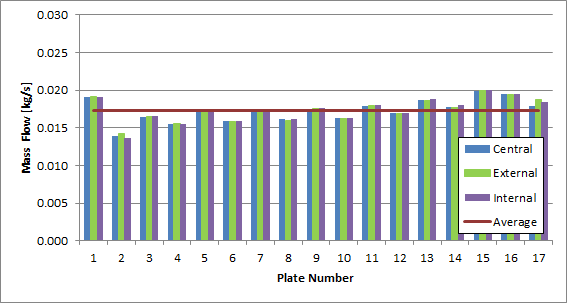 0.030
0.025
0.020
0.015
0.010
0.005
0.000
Mass Flow [kg/s]
Central
External
Internal
Average
1 2 3 4 5 6 7 8 9 10 11 12 13 14 15 16 17
Plate Number